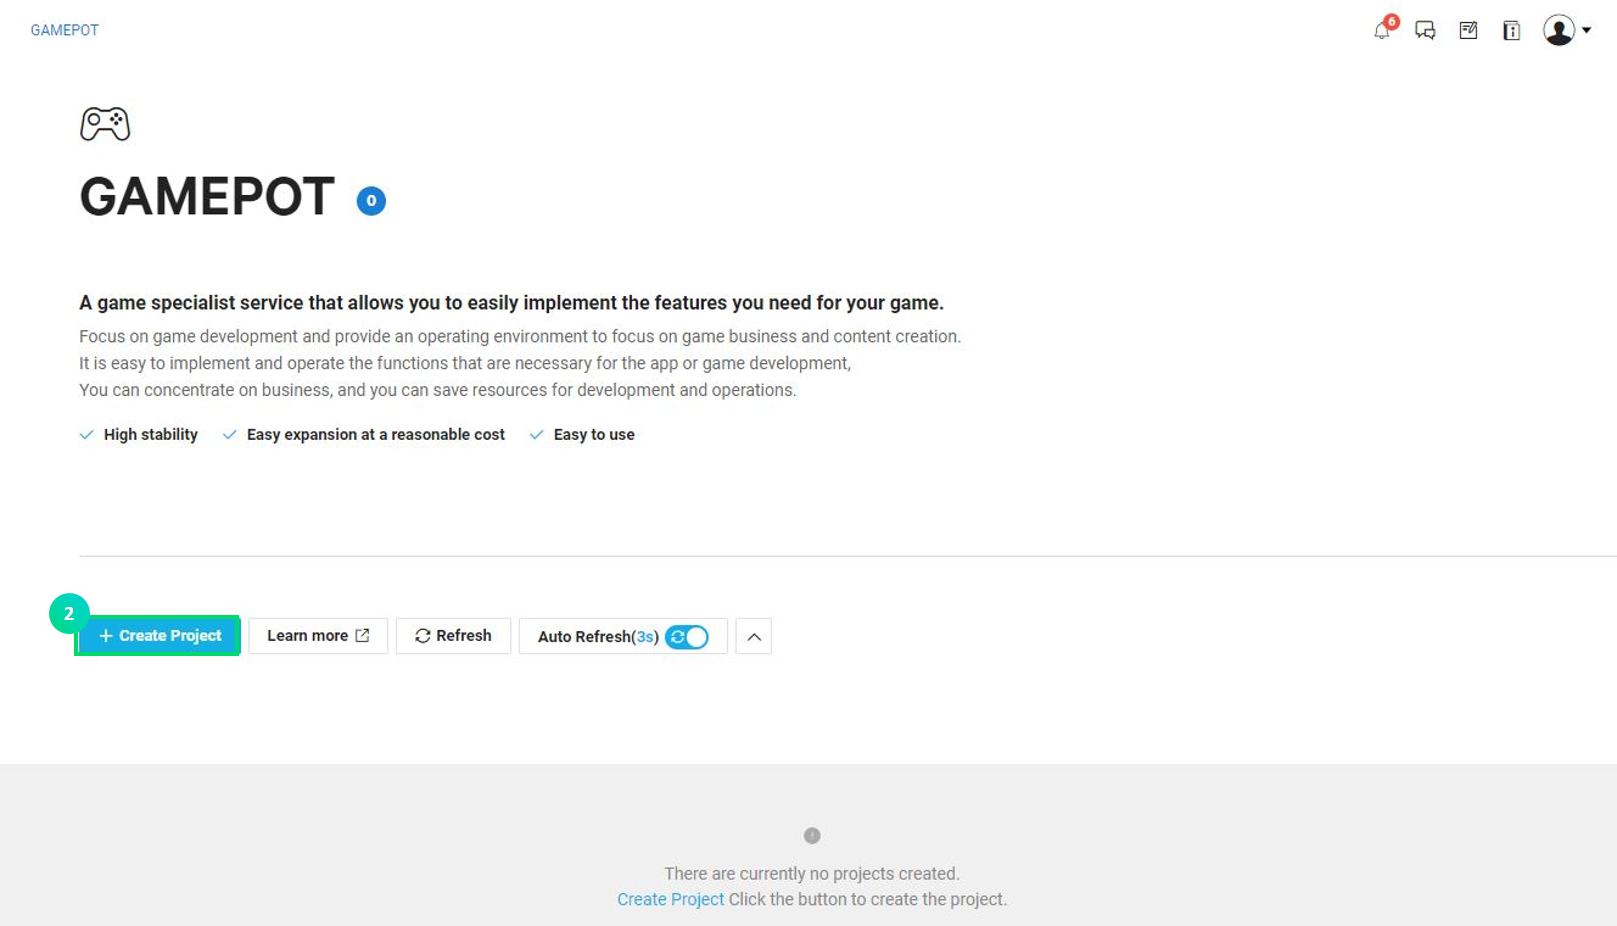 GAMEPOT
6
GAMEPOT 0
A game specialist service that allows you to easily implement the features you need for your game.
Focus on game development and provide an operating environment to focus on game business and content creation.
It is easy to implement and operate the functions that are necessary for the app or game development,
You can concentrate on business, and you can save resources for development and operations.
High stability Easy expansion at a reasonable cost Easy to use
2
+ Create Project Learn more Refresh Auto Refresh(3s)
There are currently no projects created.
Create Project Click the button to create the project.